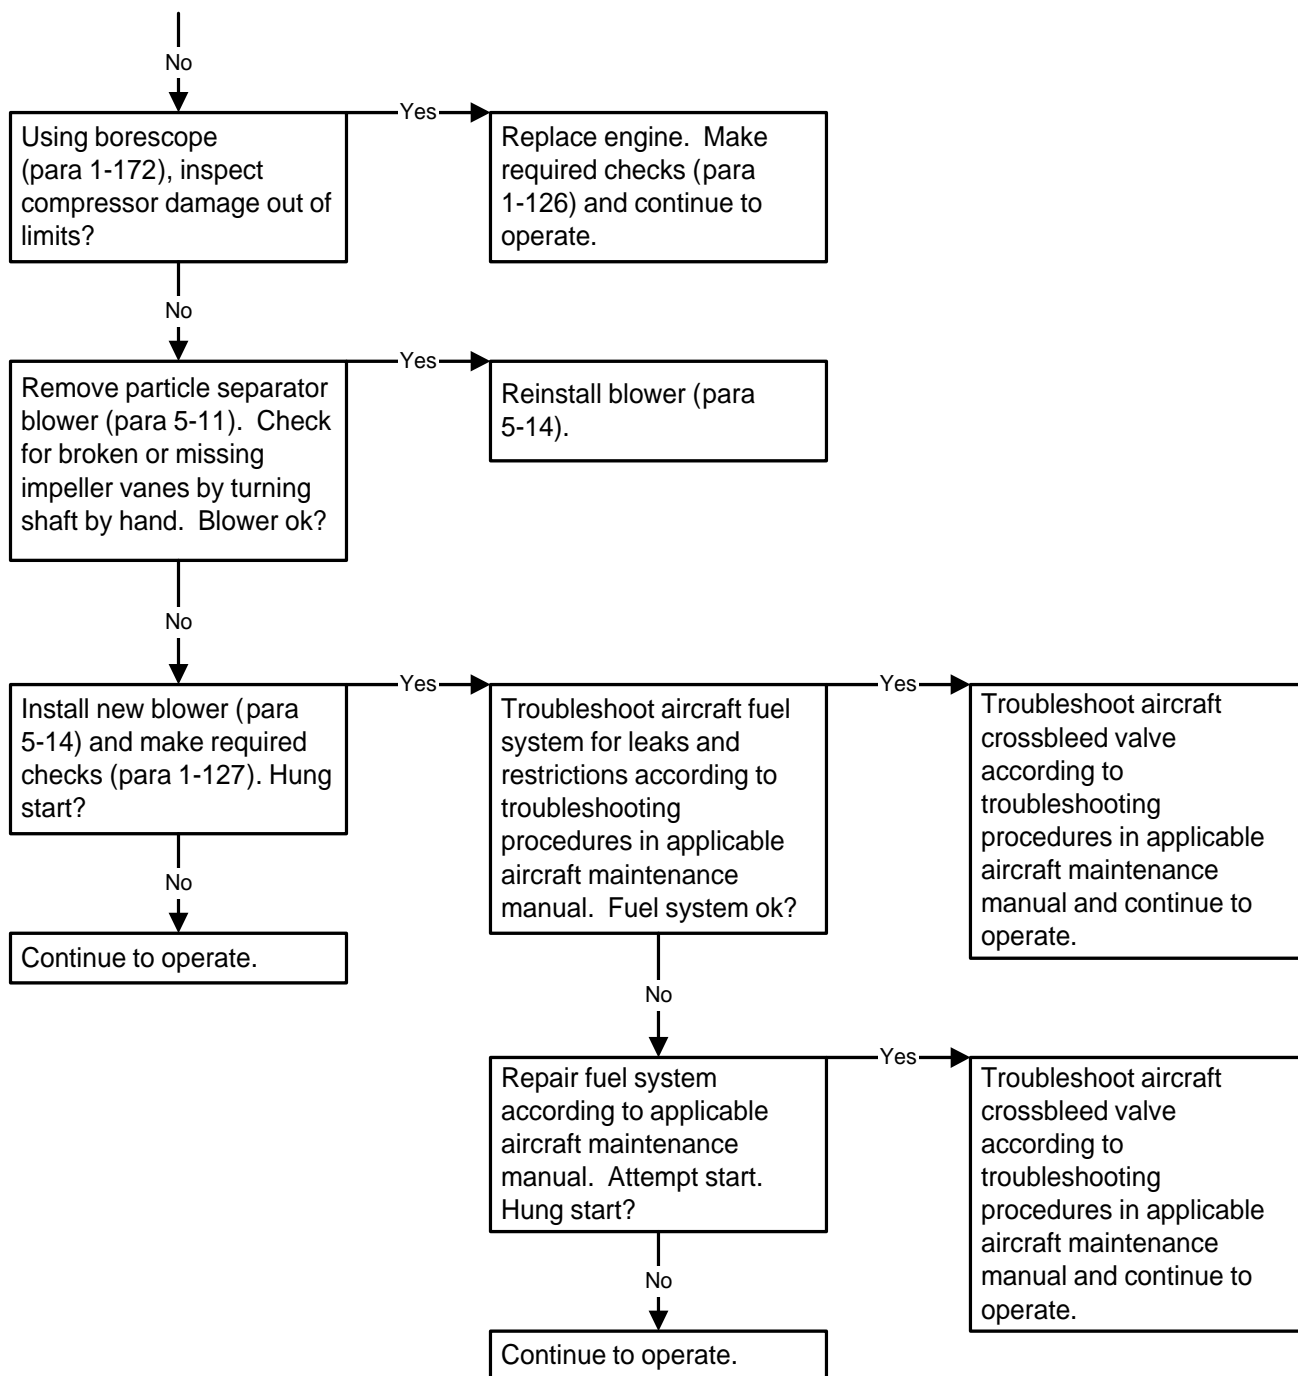 No
Using borescope
(para 1-172), inspect
compressor damage out of
limits?
Yes
Replace engine.  Make
required checks (para
1-126) and continue to
operate.
No
Remove particle separator
blower (para 5-11).  Check
for broken or missing
impeller vanes by turning
shaft by hand.  Blower ok?
Yes
Reinstall blower (para
5-14).
No
Install new blower (para
5-14) and make required
checks (para 1-127). Hung
start?
Yes
Troubleshoot aircraft fuel
system for leaks and
restrictions according to
troubleshooting
procedures in applicable
aircraft maintenance
manual.  Fuel system ok?
Yes
Troubleshoot aircraft
crossbleed valve
according to
troubleshooting
procedures in applicable
aircraft maintenance
manual and continue to
operate.
No
Continue to operate.
No
Repair fuel system
according to applicable
aircraft maintenance
manual.  Attempt start.
Hung start?
Yes
Troubleshoot aircraft
crossbleed valve
according to
troubleshooting
procedures in applicable
aircraft maintenance
manual and continue to
operate.
No
Continue to operate.